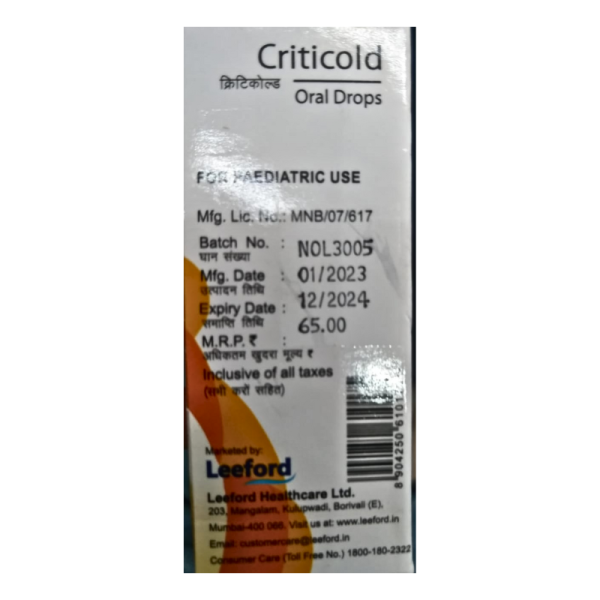 Criticold
क्रिटिकोल्ड
Oral Drops
FOR PAEDIATRIC USE
Mfg. Lic. No.: MNB/07/617
Batch No. : NOL3005
घान संख्या
Mfg. Date : 01/2023
उत्पादन तिथि
Expiry Date : 12/2024
समाप्ति तिथि
M.R.P. ₹ : 65.00
अधिकतम खुदरा मूल्य ₹
Inclusive of all taxes
(सभी करों सहित)
Marketed by:
Leeford
Leeford Healthcare Ltd.
203, Mangalam, Kulupwadi, Borivali (E),
Mumbai-400 066. Visit us at: www.leeford.in
Email: customercare@leeford.in
Consumer Care (Toll Free No.) 1800-180-2322